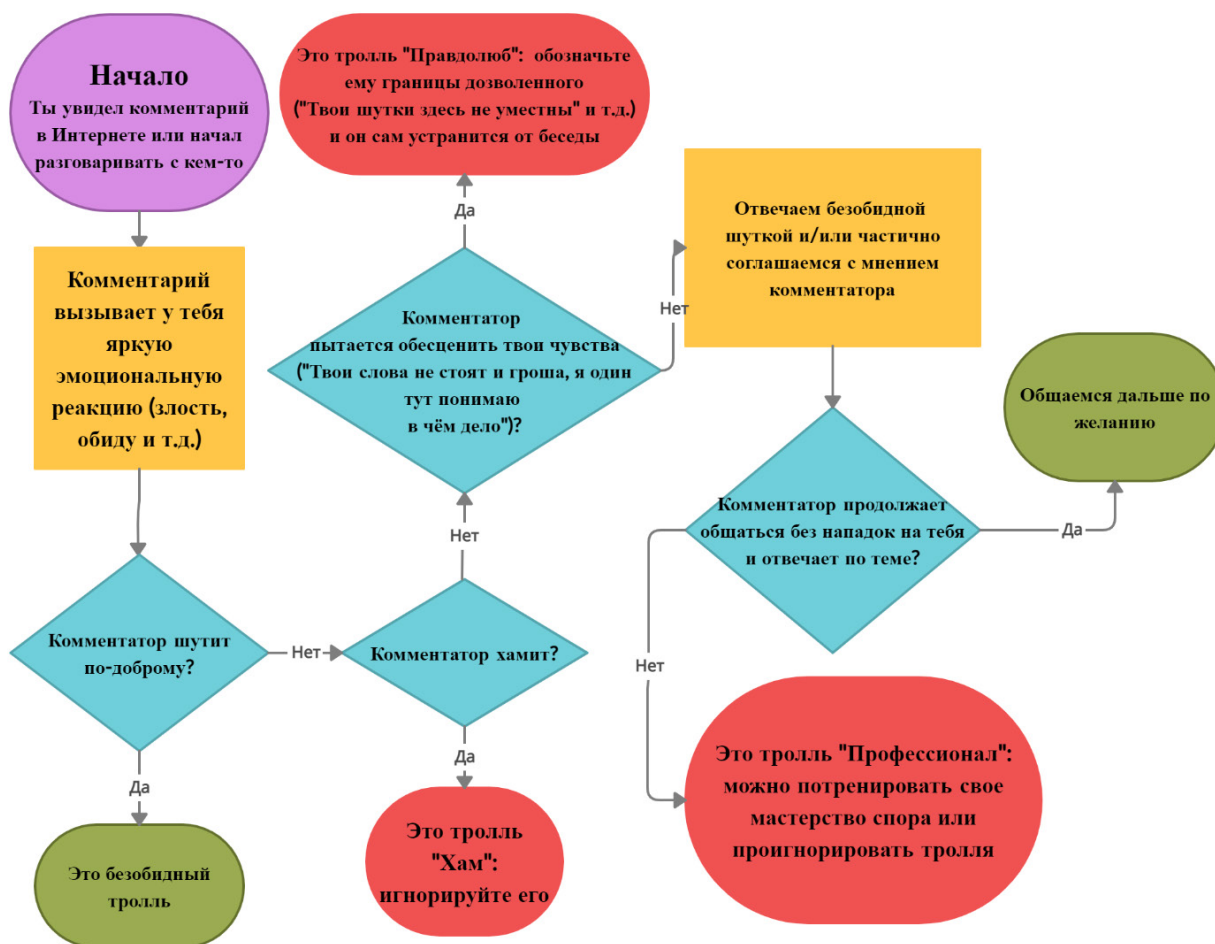 Начало
Ты увидел комментарий
в Интернете или начал
разговаривать с кем-то
Комментарий
вызывает у тебя
яркую
эмоциональную
реакцию (злость,
обиду и т.д.)
Комментатор шутит
по-доброму?
Да
Это безобидный
тролль
Нет
Комментатор хамит?
Да
Это тролль
"Хам":
игнорируйте его
Нет
Комментатор
пытается обесценить твои чувства
("Твои слова не стоят и гроша, я один
тут понимаю
в чём дело")?
Да
Это тролль "Правдолюб": обозначьте
ему границы дозволенного
("Твои шутки здесь не уместны" и т.д.)
и он сам устранится от беседы
Нет
Отвечаем безобидной
шуткой и/или частично
соглашаемся с мнением
комментатора
Комментатор продолжает
общаться без нападок на тебя
и отвечает по теме?
Да
Общаемся дальше по
желанию
Нет
Это тролль "Профессионал":
можно потренировать свое
мастерство спора или
проигнорировать тролля